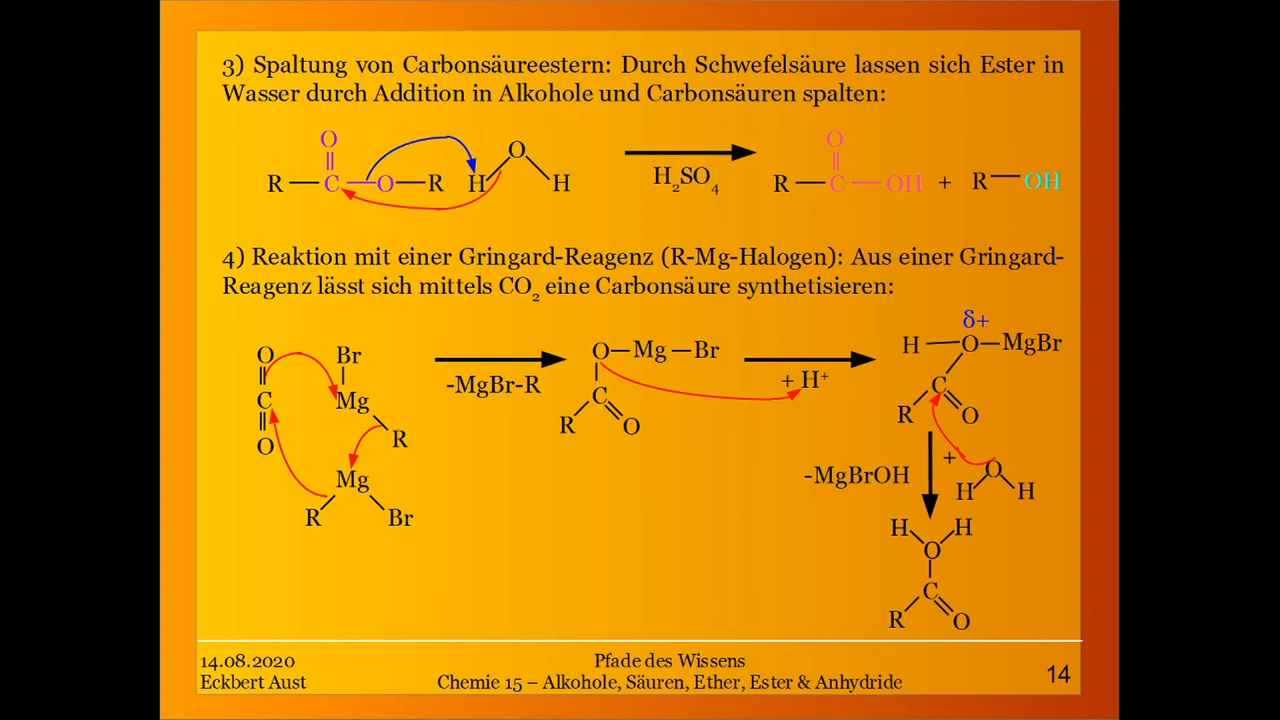 3) Spaltung von Carbonsäureestern: Durch Schwefelsäure lassen sich Ester in
Wasser durch Addition in Alkohole und Carbonsäuren spalten:
O
O
O
R C O R H H
H₂SO₄
R C OH + R OH
4) Reaktion mit einer Gringard-Reagenz (R-Mg-Halogen): Aus einer Gringard-
Reagenz lässt sich mittels CO₂ eine Carbonsäure synthetisieren:
δ+
O Br
O Mg Br
H O MgBr
C Mg
-MgBr-R
+ H⁺
C
C
R
O
R
O
O
R
+
O
Mg
-MgBrOH
H H
R Br
H H
O
C
R O
14.08.2020
Pfade des Wissens
Eckbert Aust
Chemie 15 – Alkohole, Säuren, Ether, Ester & Anhydride
14